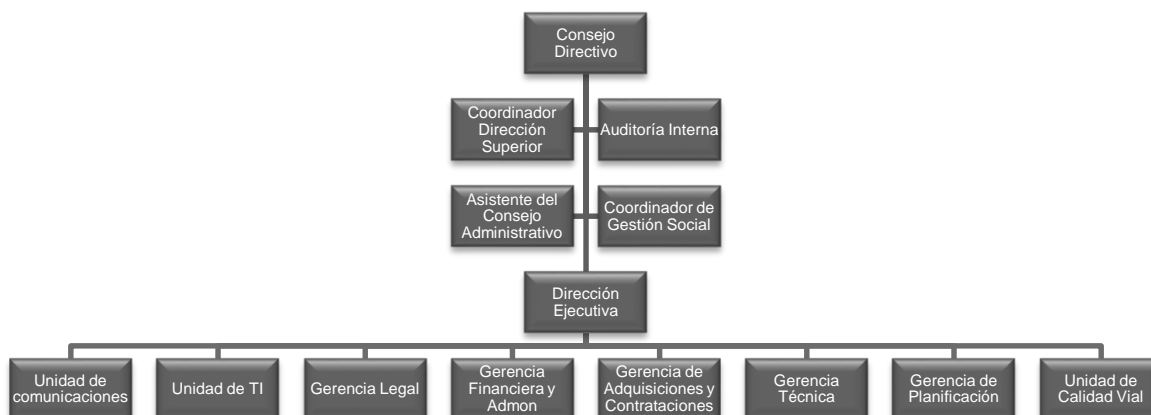 Consejo
Directivo
Coordinador
Dirección
Superior
Auditoría Interna
Asistente del
Consejo
Administrativo
Coordinador de
Gestión Social
Dirección
Ejecutiva
Unidad de
comunicaciones
Unidad de TI
Gerencia Legal
Gerencia
Financiera y
Admon
Gerencia de
Adquisiciones y
Contrataciones
Gerencia
Técnica
Gerencia de
Planificación
Unidad de
Calidad Vial